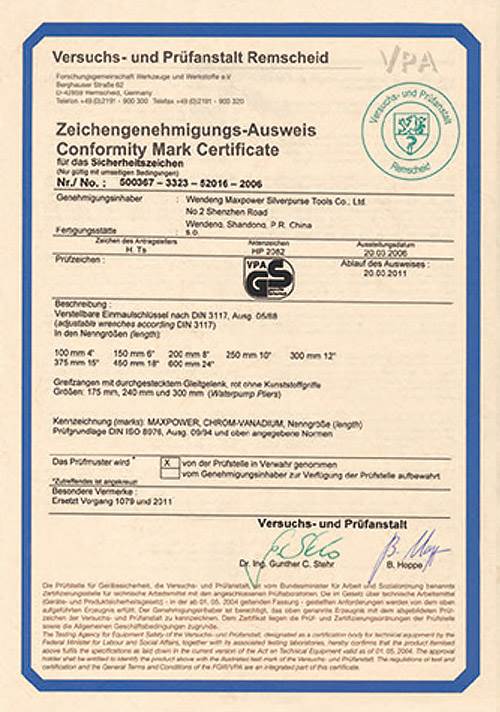 Versuchs- und Prüfanstalt Remscheid
VPA
Forschungsgemeinschaft Werkzeuge und Werkstoffe e.V
Berghauser Straße 62
D-42859 Remscheid, Germany
Telefon +49 (0)2191 - 900 300 Telefax +49 (0)2191 - 900 320
Versuchs- und Prüfanstalt
Remscheid
Zeichengenehmigungs-Ausweis
Conformity Mark Certificate
für das Sicherheitszeichen
(Nur gültig mit umseitigen Bedingungen)
Nr./ No. : 500367 - 3323 - 52016 - 2006
Genehmigungsinhaber : Wendeng Maxpower Silverpurse Tools Co., Ltd.
No.2 Shenzhen Road
Wendeng, Shandong, P.R. China
Fertigungsstätte : s.o.
Zeichen des Antragstellers Aktenzeichen Ausstellungsdatum
H. Ts HP 2362 20.03.2006
Prüfzeichen : VPA GS Ablauf des Ausweises :
20.03.2011
Beschreibung :
Verstellbare Einmaulschlüssel nach DIN 3117, Ausg. 05/88
(adjustable wrenches according DIN 3117)
In den Nenngrößen (length):
100 mm 4" 150 mm 6" 200 mm 8" 250 mm 10" 300 mm 12"
375 mm 15" 450 mm 18" 600 mm 24"
Greifzangen mit durchgestecktem Gleitgelenk, rot ohne Kunststoffgriffe
Größen: 175 mm, 240 mm und 300 mm (Waterpump Pliers)
Kennzeichnung (marks): MAXPOWER, CHROM-VANADIUM, Nenngröße (length)
Prüfgrundlage DIN ISO 8976, Ausg. 09/94 und oben angegebene Normen
Das Prüfmuster wird * X von der Prüfstelle in Verwahr genommen
vom Genehmigungsinhaber zur Verfügung der Prüfstelle aufbewahrt
*Zutreffendes ist angekreuzt
Besondere Vermerke :
Ersetzt Vorgang 1079 und 2011
Versuchs- und Prüfanstalt
Dr. Ing. Gunther C. Stehr B. Hoppe
Die Prüfstelle für Gerätesicherheit, die Versuchs- und Prüfanstalt, ist vom Bundesminister für Arbeit und Sozialordnung benannte
Zertifizierungsstelle für technische Arbeitsmittel mit den angeschlossenen Prüflaboratorien. Die im Gesetz über technische Arbeitsmittel
(Geräte- und Produktsicherheitsgesetz) - in der ab 01. 05. 2004 geltenden Fassung - gestellten Anforderungen werden von dem oben
aufgeführten Erzeugnis erfüllt. Der Genehmigungsinhaber ist berechtigt, das oben genannte Erzeugnis mit dem abgebildeten Prüf-
zeichen der Versuchs- und Prüfanstalt zu kennzeichnen. Dem Zertifikat liegen die Prüf- und Zertifizierungsordnungen der Prüfstelle
sowie die Allgemeinen Geschäftsbedingungen zugrunde.
The Testing Agency for Equipment Safety of the Versuchs- und Prüfanstalt, designated as a certification body for technical equipment by the
Federal Minister for Labour and Social Affairs, together with its associated testing laboratories, hereby confirms that the product itemised
above fulfils the specifications as laid down in the current version of the Act on Technical Equipment valid as of 01. 05. 2004. The approval
holder shall be entitled to identify the product above with the illustrated test mark of the Versuchs- und Prüfanstalt. The regulations of test and
certification and the General Terms and Conditions of the FGW/VPA are an integrated part of this certificate.